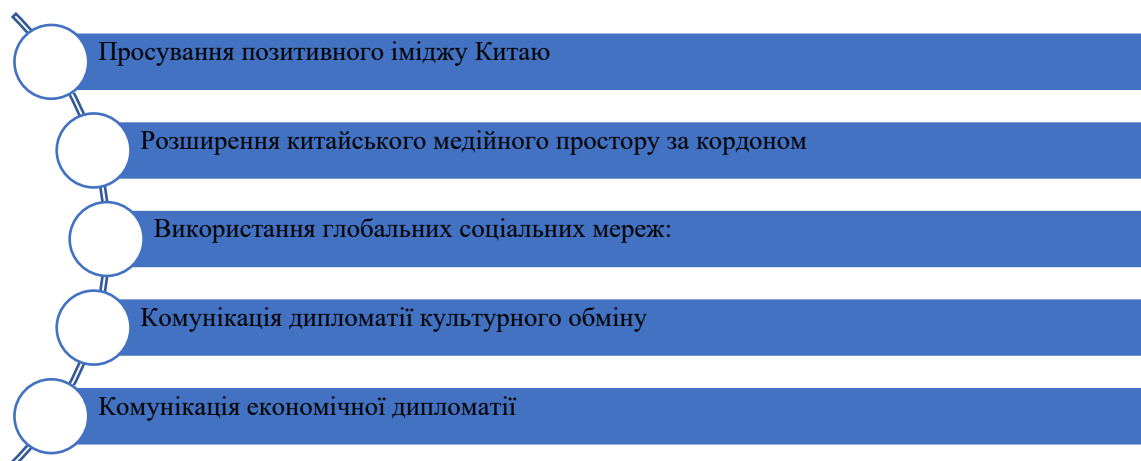 Просування позитивного іміджу Китаю
Розширення китайського медійного простору за кордоном
Використання глобальних соціальних мереж:
Комунікація дипломатії культурного обміну
Комунікація економічної дипломатії